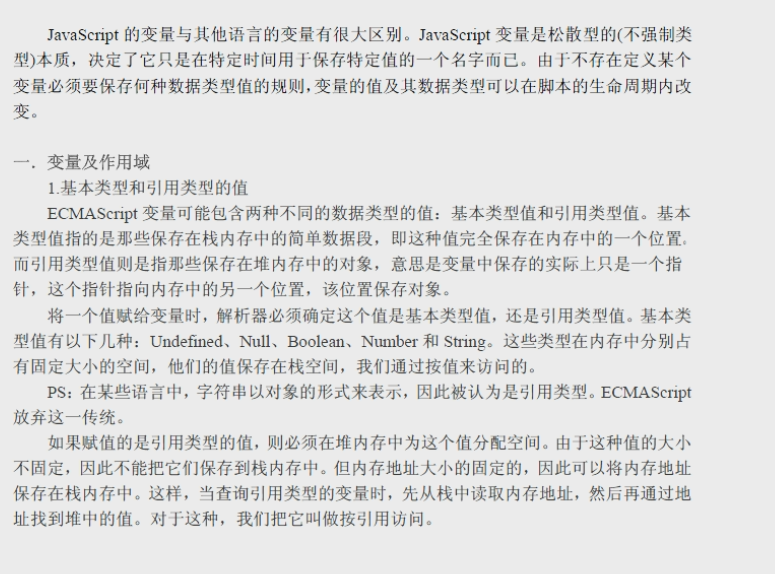 JavaScript 的变量与其他语言的变量有很大区别。JavaScript 变量是松散型的(不强制类
型)本质，决定了它只是在特定时间用于保存特定值的一个名字而已。由于不存在定义某个
变量必须要保存何种数据类型值的规则,变量的值及其数据类型可以在脚本的生命周期内改
变。
一．变量及作用域
1.基本类型和引用类型的值
ECMAScript 变量可能包含两种不同的数据类型的值：基本类型值和引用类型值。基本
类型值指的是那些保存在栈内存中的简单数据段，即这种值完全保存在内存中的一个位置。
而引用类型值则是指那些保存在堆内存中的对象，意思是变量中保存的实际上只是一个指
针，这个指针指向内存中的另一个位置，该位置保存对象。
将一个值赋给变量时，解析器必须确定这个值是基本类型值，还是引用类型值。基本类
型值有以下几种：Undefined、Null、Boolean、Number 和 String。这些类型在内存中分别占
有固定大小的空间，他们的值保存在栈空间，我们通过按值来访问的。
PS：在某些语言中，字符串以对象的形式来表示，因此被认为是引用类型。ECMAScript
放弃这一传统。
如果赋值的是引用类型的值，则必须在堆内存中为这个值分配空间。由于这种值的大小
不固定，因此不能把它们保存到栈内存中。但内存地址大小的固定的，因此可以将内存地址
保存在栈内存中。这样，当查询引用类型的变量时，先从栈中读取内存地址，然后再通过地
址找到堆中的值。对于这种，我们把它叫做按引用访问。